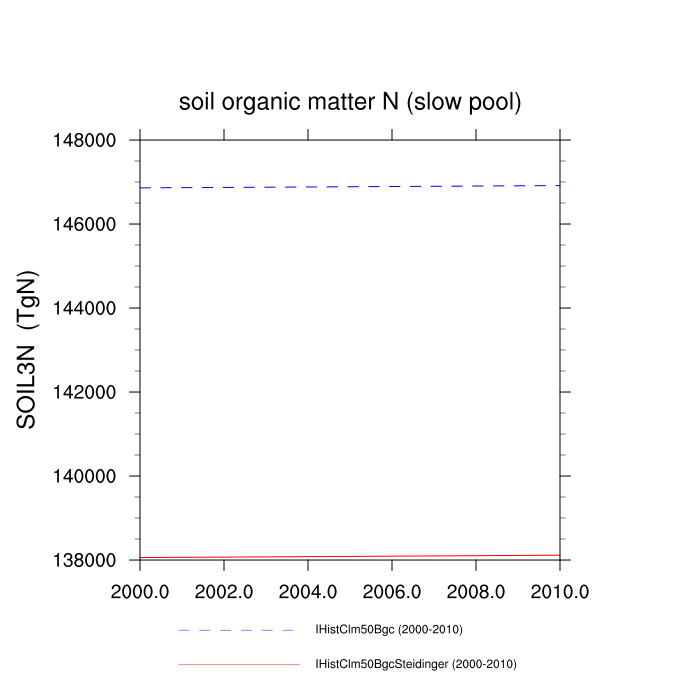 soil organic matter N (slow pool)
148000
146000
144000
142000
140000
138000
SOIL3N (TgN)
2000.0 2002.0 2004.0 2006.0 2008.0 2010.0
IHistClm50Bgc (2000-2010)
IHistClm50BgcSteidinger (2000-2010)